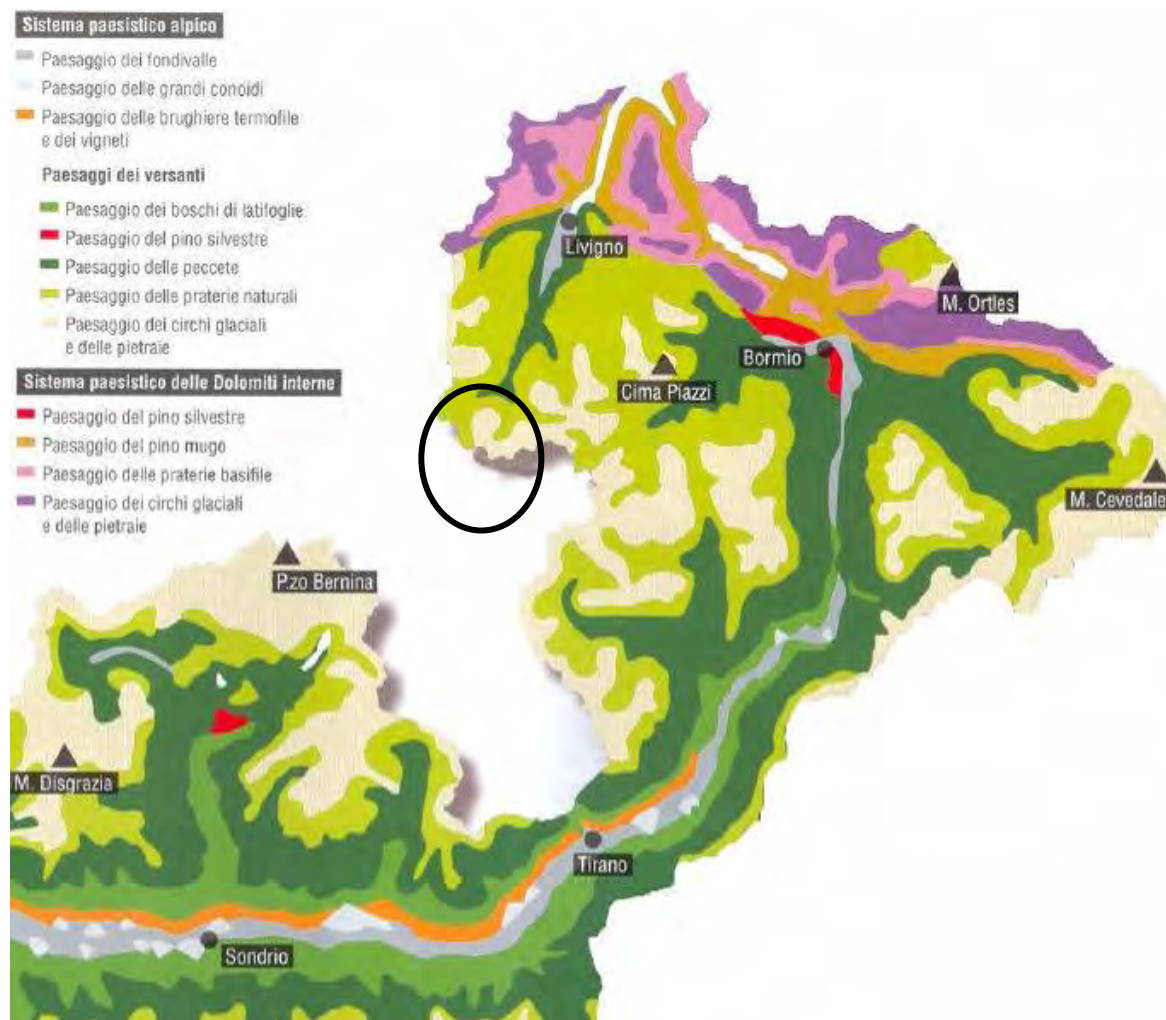 Sistema paesistico alpico
Paesaggio dei fondivalle
Paesaggio delle grandi conoidi
Paesaggio delle brughiere termofile
e dei vigneti
Paesaggi dei versanti
Paesaggio dei boschi di latifoglie
Paesaggio del pino silvestre
Paesaggio delle peccete
Paesaggio delle praterie naturali
Paesaggio dei circhi glaciali
e delle pietraie
Sistema paesistico delle Dolomiti interne
Paesaggio del pino silvestre
Paesaggio del pino mugo
Paesaggio delle praterie basifile
Paesaggio dei circhi glaciali
e delle pietraie
Livigno
M. Ortles
Bormio
Cima Piazzi
M. Cevedale
P.zo Bernina
M. Disgrazia
Tirano
Sondrio